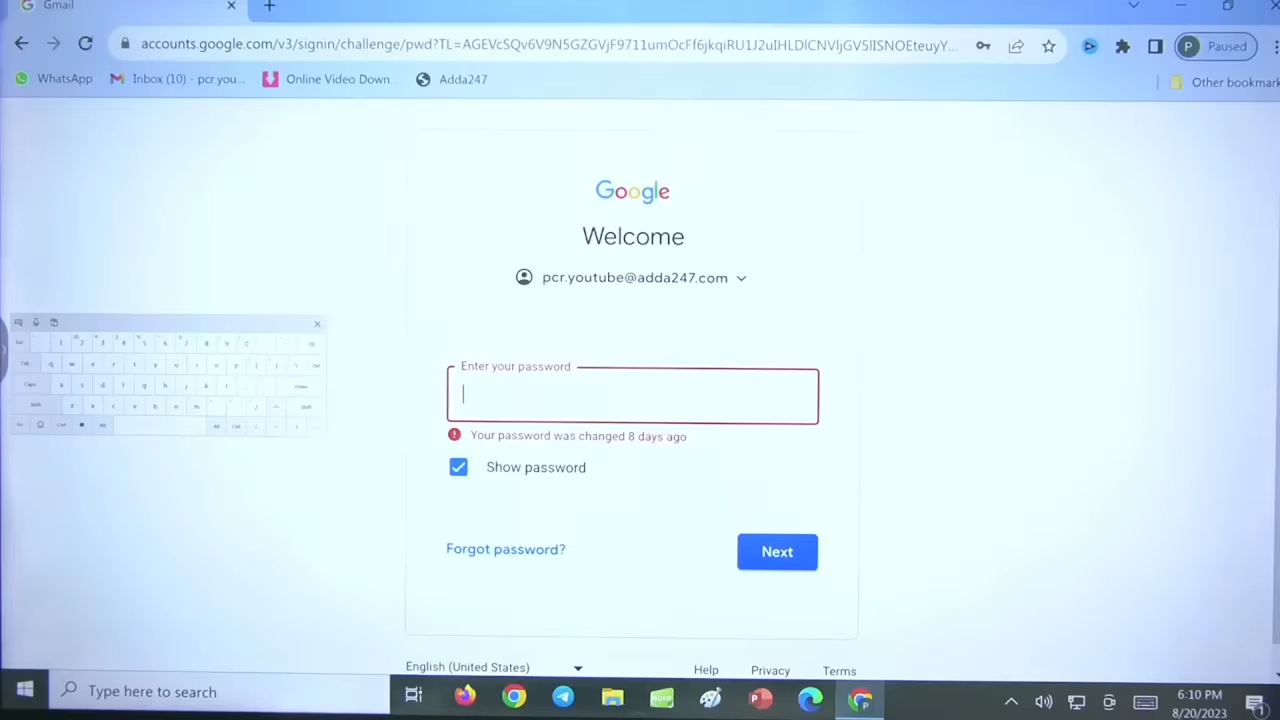 Gmail
accounts.google.com/v3/signin/challenge/pwd?TL=AGEVcSQv6V9N5GZGVjF9711umOcFf6jkqiRU1J2uIHLDlCNVljGV5lISNOEteuyY...
P Paused
WhatsApp
Inbox (10) - pcr.you...
Online Video Down
Adda247
Other bookmark
Google
Welcome
pcr.youtube@adda247.com
Enter your password
Your password was changed 8 days ago
Show password
Forgot password?
Next
English (United States)
Help
Privacy
Terms
Type here to search
6:10 PM
8/20/2023